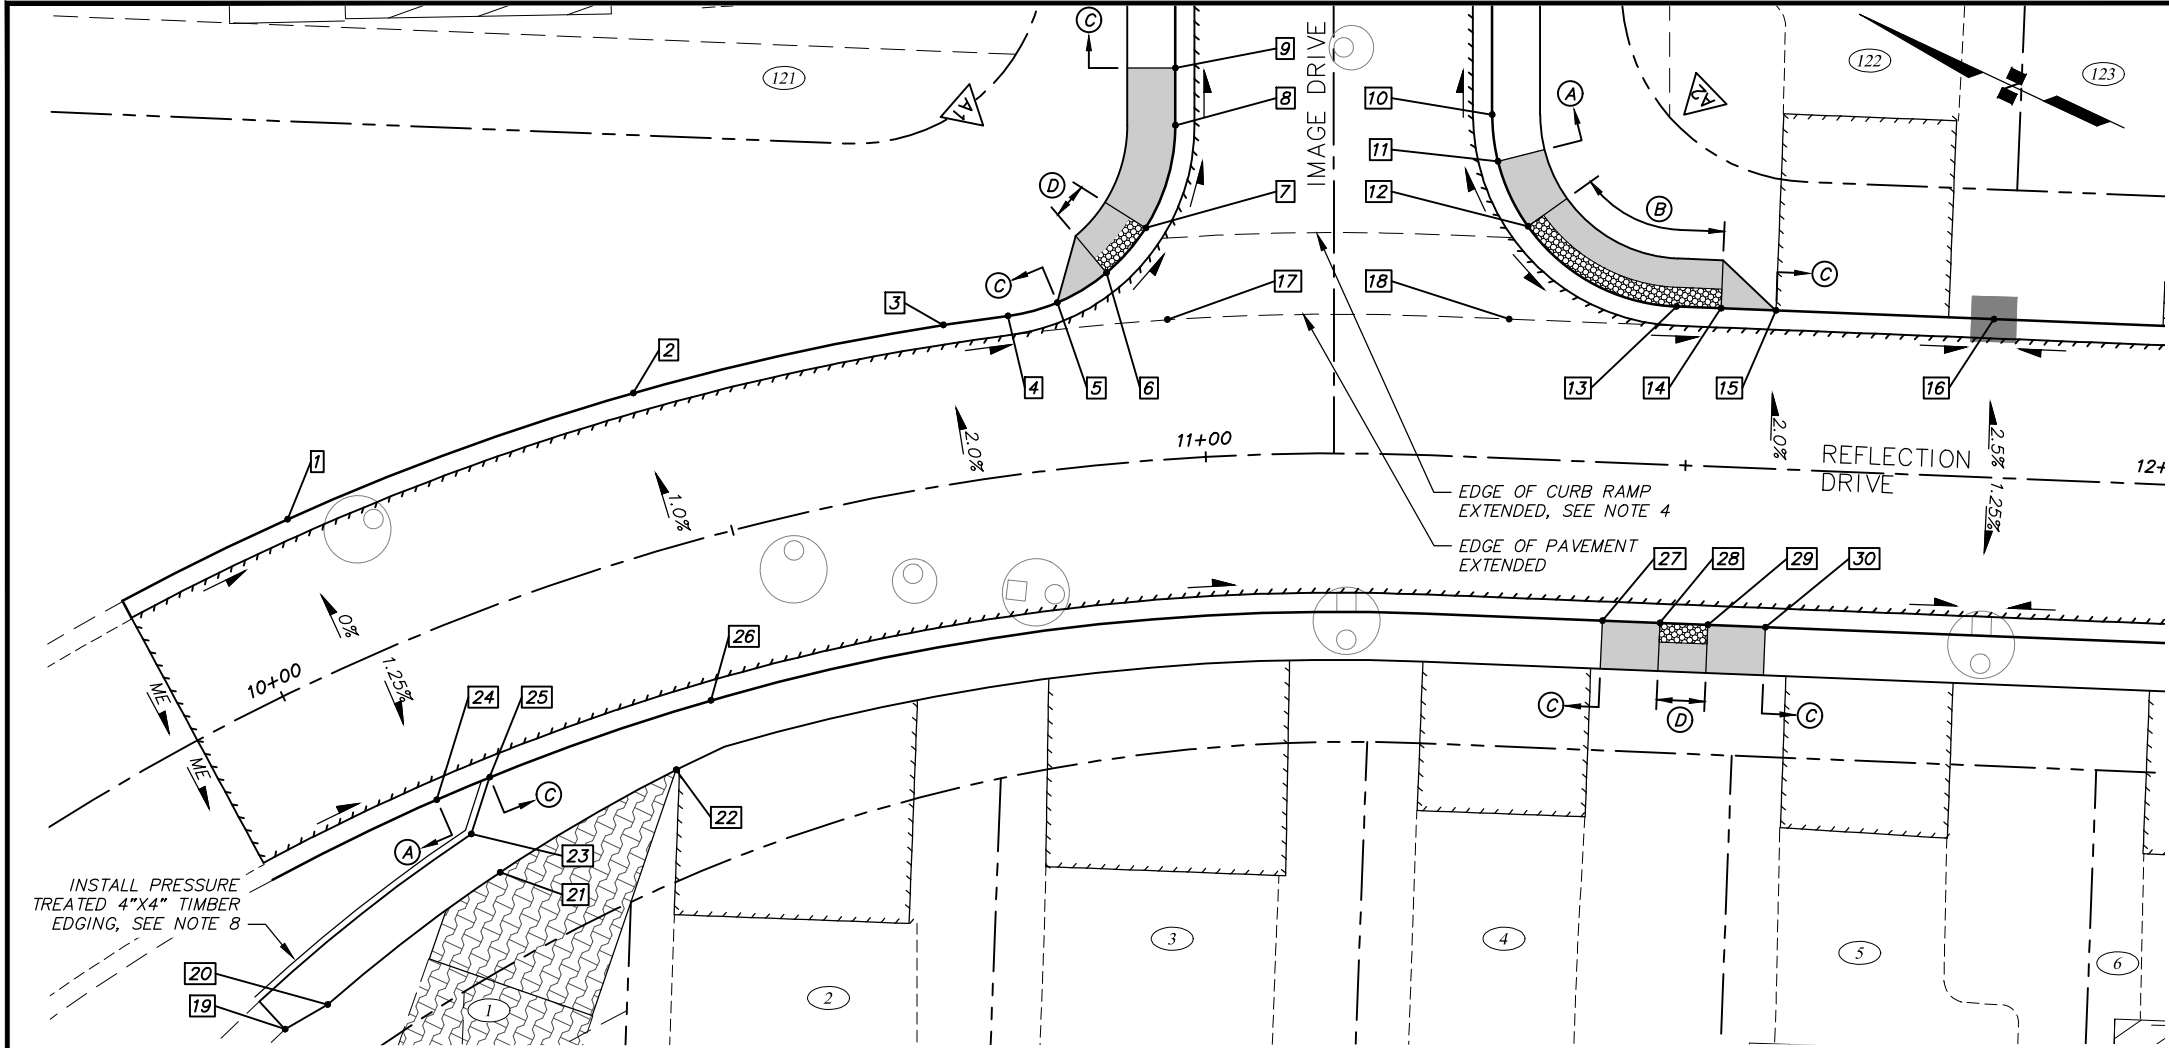 C
9
IMAGE DRIVE
122
123
121
8
10
A
A1
A2
11
D
7
12
B
C
C
3
17
18
2
4
5
6
13
14
15
16
11+00
2.0%
2.0%
REFLECTION
DRIVE
2.5%
12+
1
1.0%
1.25%
EDGE OF CURB RAMP
EXTENDED, SEE NOTE 4
EDGE OF PAVEMENT
EXTENDED
27
28
29
30
.0%
26
10+00
1.25%
ME
24
25
C
D
C
ME
C
22
A
23
INSTALL PRESSURE
TREATED 4"X4" TIMBER
EDGING, SEE NOTE 8
21
3
4
5
6
20
19
1
2